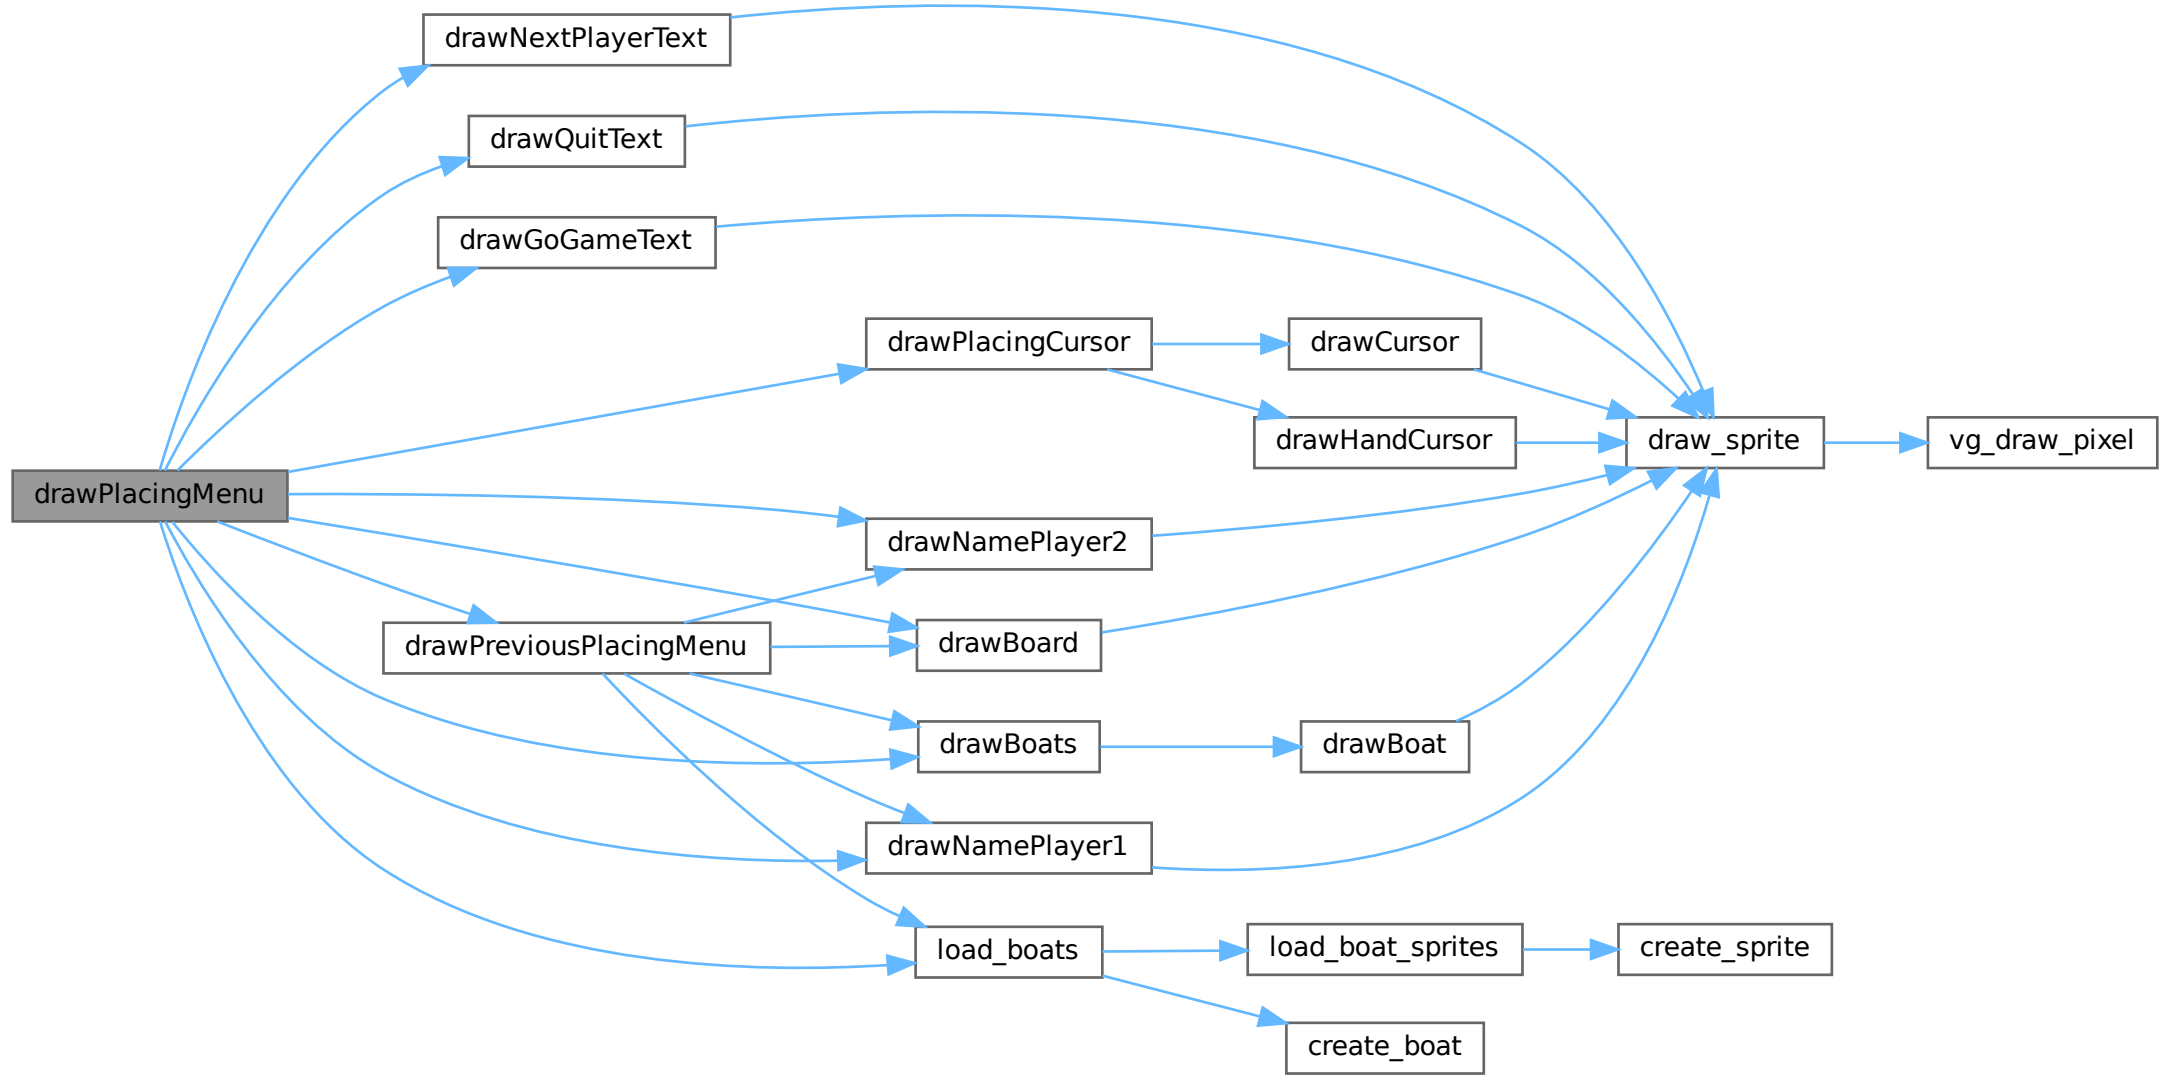 drawNextPlayerText
drawQuitText
drawGoGameText
drawPlacingCursor
drawCursor
drawHandCursor
draw_sprite
vg_draw_pixel
drawPlacingMenu
drawNamePlayer2
drawPreviousPlacingMenu
drawBoard
drawBoats
drawBoat
drawNamePlayer1
load_boats
load_boat_sprites
create_sprite
create_boat